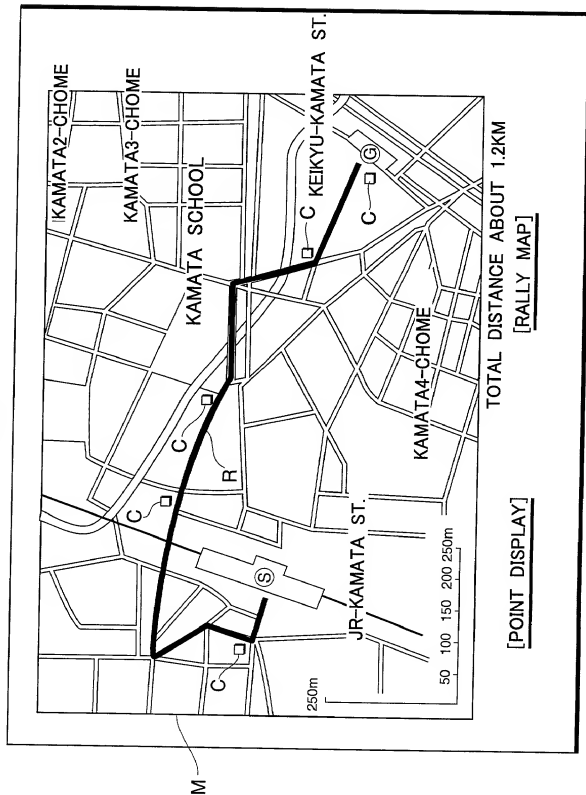 KAMATA2-CHOME
KAMATA3-CHOME
KAMATA SCHOOL
KEIKYU-KAMATA ST.
C
C
C
C
C
G
R
S
JR-KAMATA ST.
KAMATA4-CHOME
250m
50 100 150 200 250m
M
TOTAL DISTANCE ABOUT 1.2KM
[POINT DISPLAY]
[RALLY MAP]